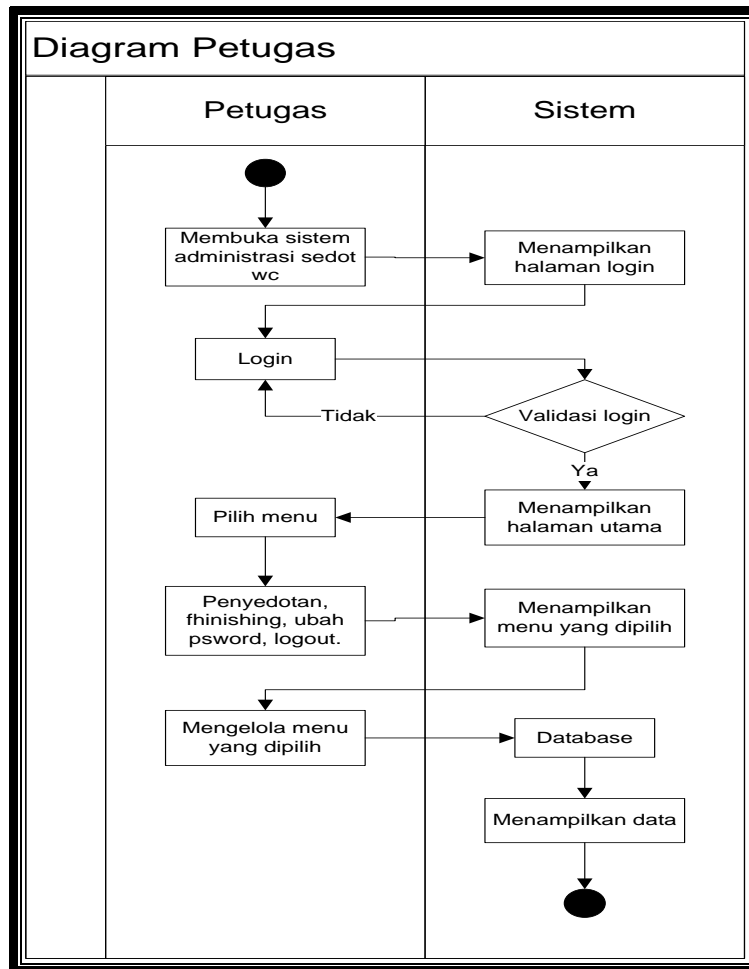 Diagram Petugas
Petugas
Sistem
Membuka sistem
administrasi sedot
wc
Menampilkan
halaman login
Login
Validasi login
Tidak
Ya
Menampilkan
halaman utama
Pilih menu
Penyedotan,
fhinishing, ubah
psword, logout.
Menampilkan
menu yang dipilih
Mengelola menu
yang dipilih
Database
Menampilkan data